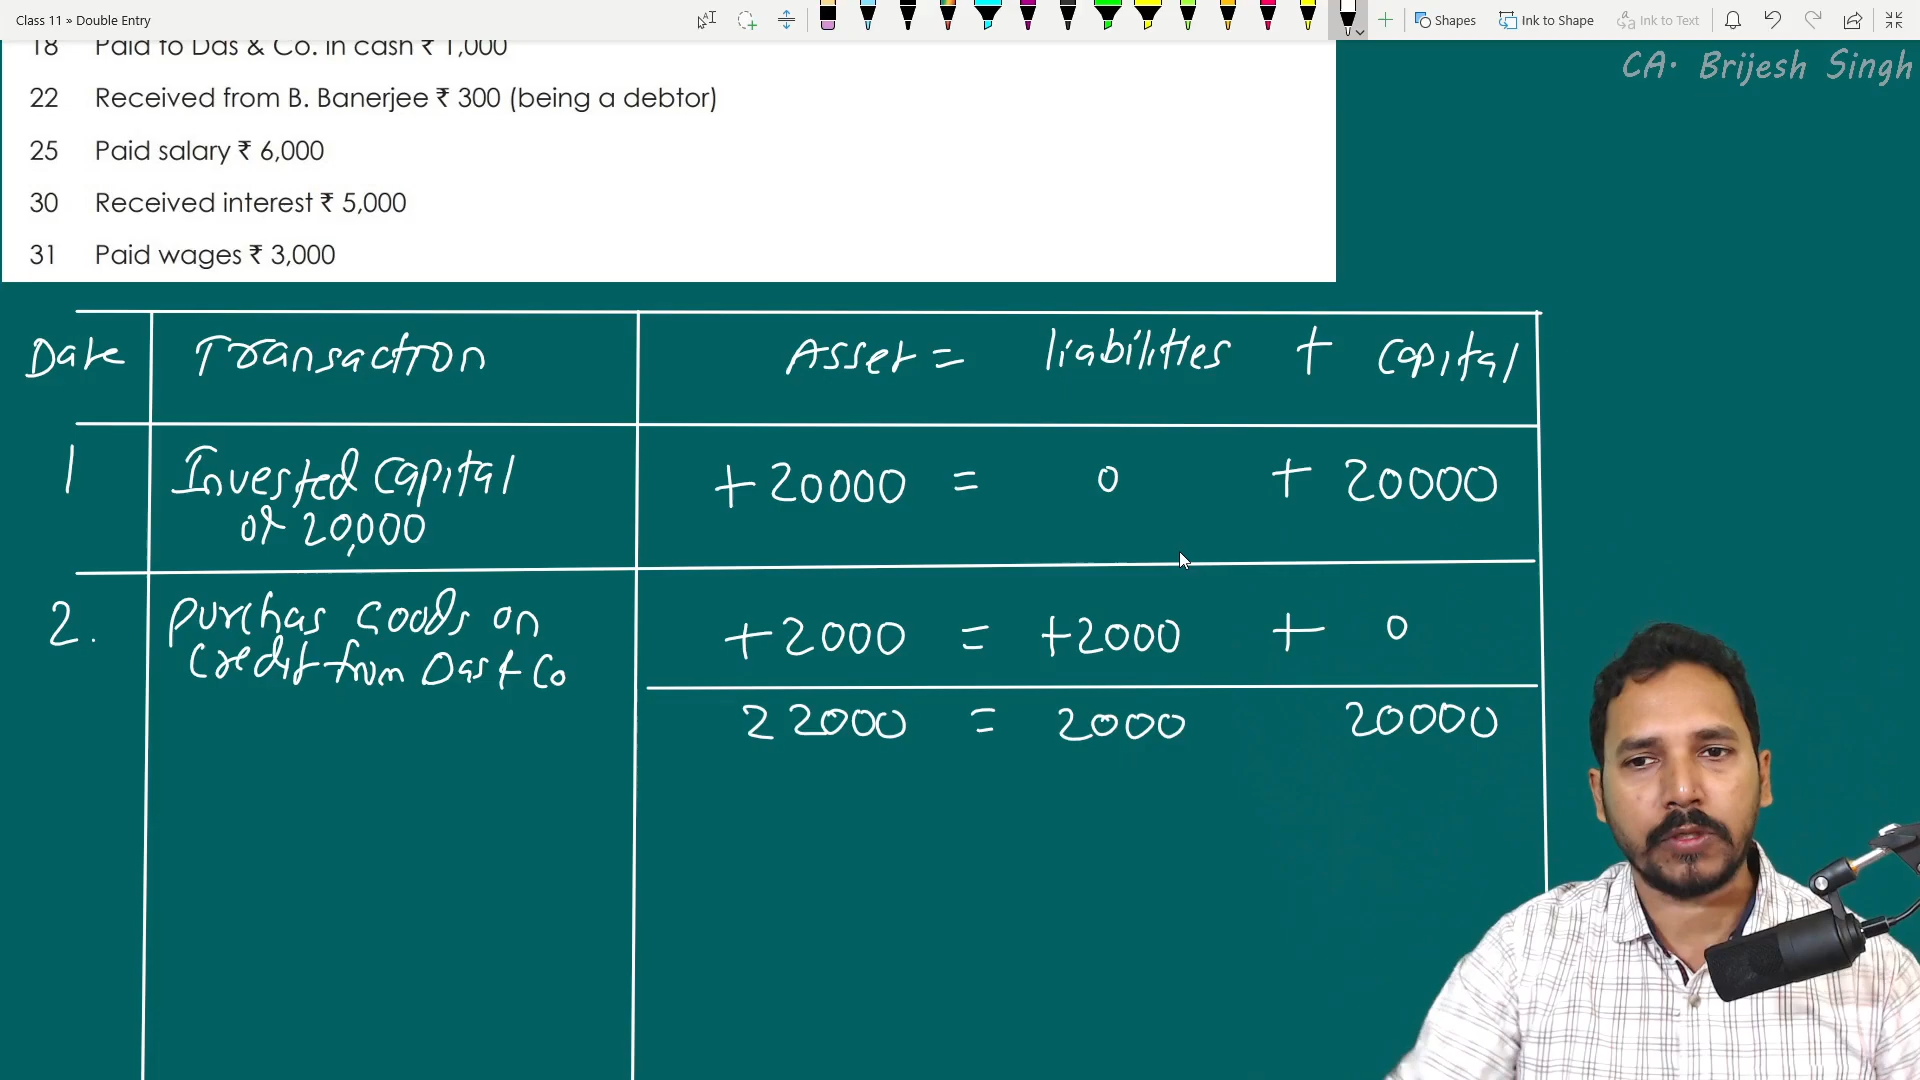 Class 11 » Double Entry
Shapes
Ink to Shape
Ink to Text
CA. Brijesh Singh
18 Paid to Das & Co. in cash ₹ 1,000
22 Received from B. Banerjee ₹ 300 (being a debtor)
25 Paid salary ₹ 6,000
30 Received interest ₹ 5,000
31 Paid wages ₹ 3,000
Date Transaction Asset = liabilities + Capital
1 Invested Capital +20000 = 0 + 20000
of 20,000
2. Purchas Goods on +2000 = +2000 + 0
Credit from Das & Co
22000 = 2000 20000